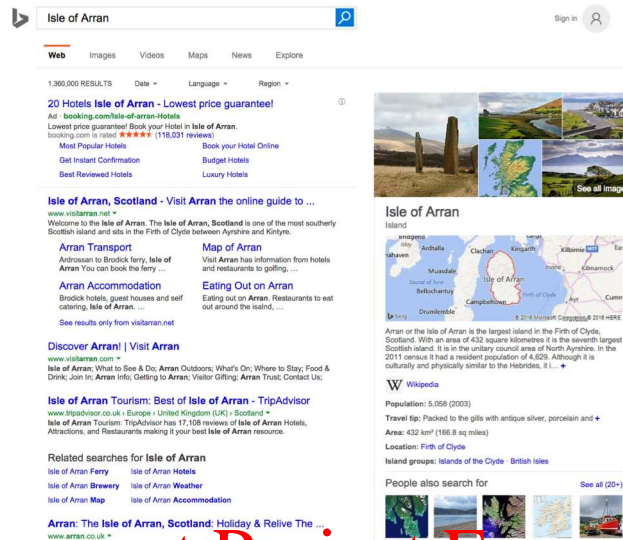 Isle of Arran
Sign in
Web Images Videos Maps News Explore
1,360,000 RESULTS Date Language Region
20 Hotels Isle of Arran - Lowest price guarantee!
Ad · booking.com/Isle-of-arran-Hotels
Lowest price guarantee! Book your Hotel in Isle of Arran.
booking.com is rated ★★★★★ (118,031 reviews)
Most Popular Hotels Book your Hotel Online
Get Instant Confirmation Budget Hotels
Best Reviewed Hotels Luxury Hotels
Isle of Arran, Scotland - Visit Arran the online guide to ...
www.visitarran.net
Welcome to the Isle of Arran. The Isle of Arran, Scotland is one of the most southerly
Scottish island and sits in the Firth of Clyde between Ayrshire and Kintyre.
Arran Transport
Ardrossan to Brodick ferry, Isle of
Arran You can book the ferry ...
Map of Arran
Visit Arran has information from hotels
and restaurants to golfing, ...
Arran Accommodation
Brodick hotels, guest houses and self
catering, Isle of Arran. ...
Eating Out on Arran
Eating out on Arran. Restaurants to eat
out around the isalnd, ...
See results only from visitarran.net
Discover Arran! | Visit Arran
www.visitarran.com
Isle of Arran; What to See & Do; Arran Outdoors; What's On; Where to Stay; Food &
Drink; Join In; Arran Info; Getting to Arran; Visitor Gifting; Arran Trust; Contact Us;
Isle of Arran Tourism: Best of Isle of Arran - TripAdvisor
www.tripadvisor.co.uk › Europe › United Kingdom (UK) › Scotland
Isle of Arran Tourism: TripAdvisor has 17,108 reviews of Isle of Arran Hotels,
Attractions, and Restaurants making it your best Isle of Arran resource.
Related searches for Isle of Arran
Isle of Arran Ferry Isle of Arran Hotels
Isle of Arran Brewery Isle of Arran Weather
Isle of Arran Map Isle of Arran Accommodation
Arran: The Isle of Arran, Scotland: Holiday & Relive The ...
www.arran.co.uk
See all image
Isle of Arran
Island
Islay
Ardtalla
Clachan
Kingarth
Kilbirnie
nahaven
Muasdale
Isle of Arran
Irvine
Kilmarnock
Sound of Jura
Bellochantuy
Firth of Clyde
Ayr
Cumn
Campbeltown
Drumlemble
bing
© 2016 Microsoft Corporation © 2016 HERE
Arran or the Isle of Arran is the largest island in the Firth of Clyde,
Scotland. With an area of 432 square kilometres it is the seventh largest
Scottish island. It is in the unitary council area of North Ayrshire. In the
2011 census it had a resident population of 4,629. Although it is
culturally and physically similar to the Hebrides, it i... +
W Wikipedia
Population: 5,058 (2003)
Travel tip: Packed to the gills with antique silver, porcelain and +
Area: 432 km² (166.8 sq miles)
Location: Firth of Clyde
Island groups: Islands of the Clyde · British Isles
People also search for See all (20+)